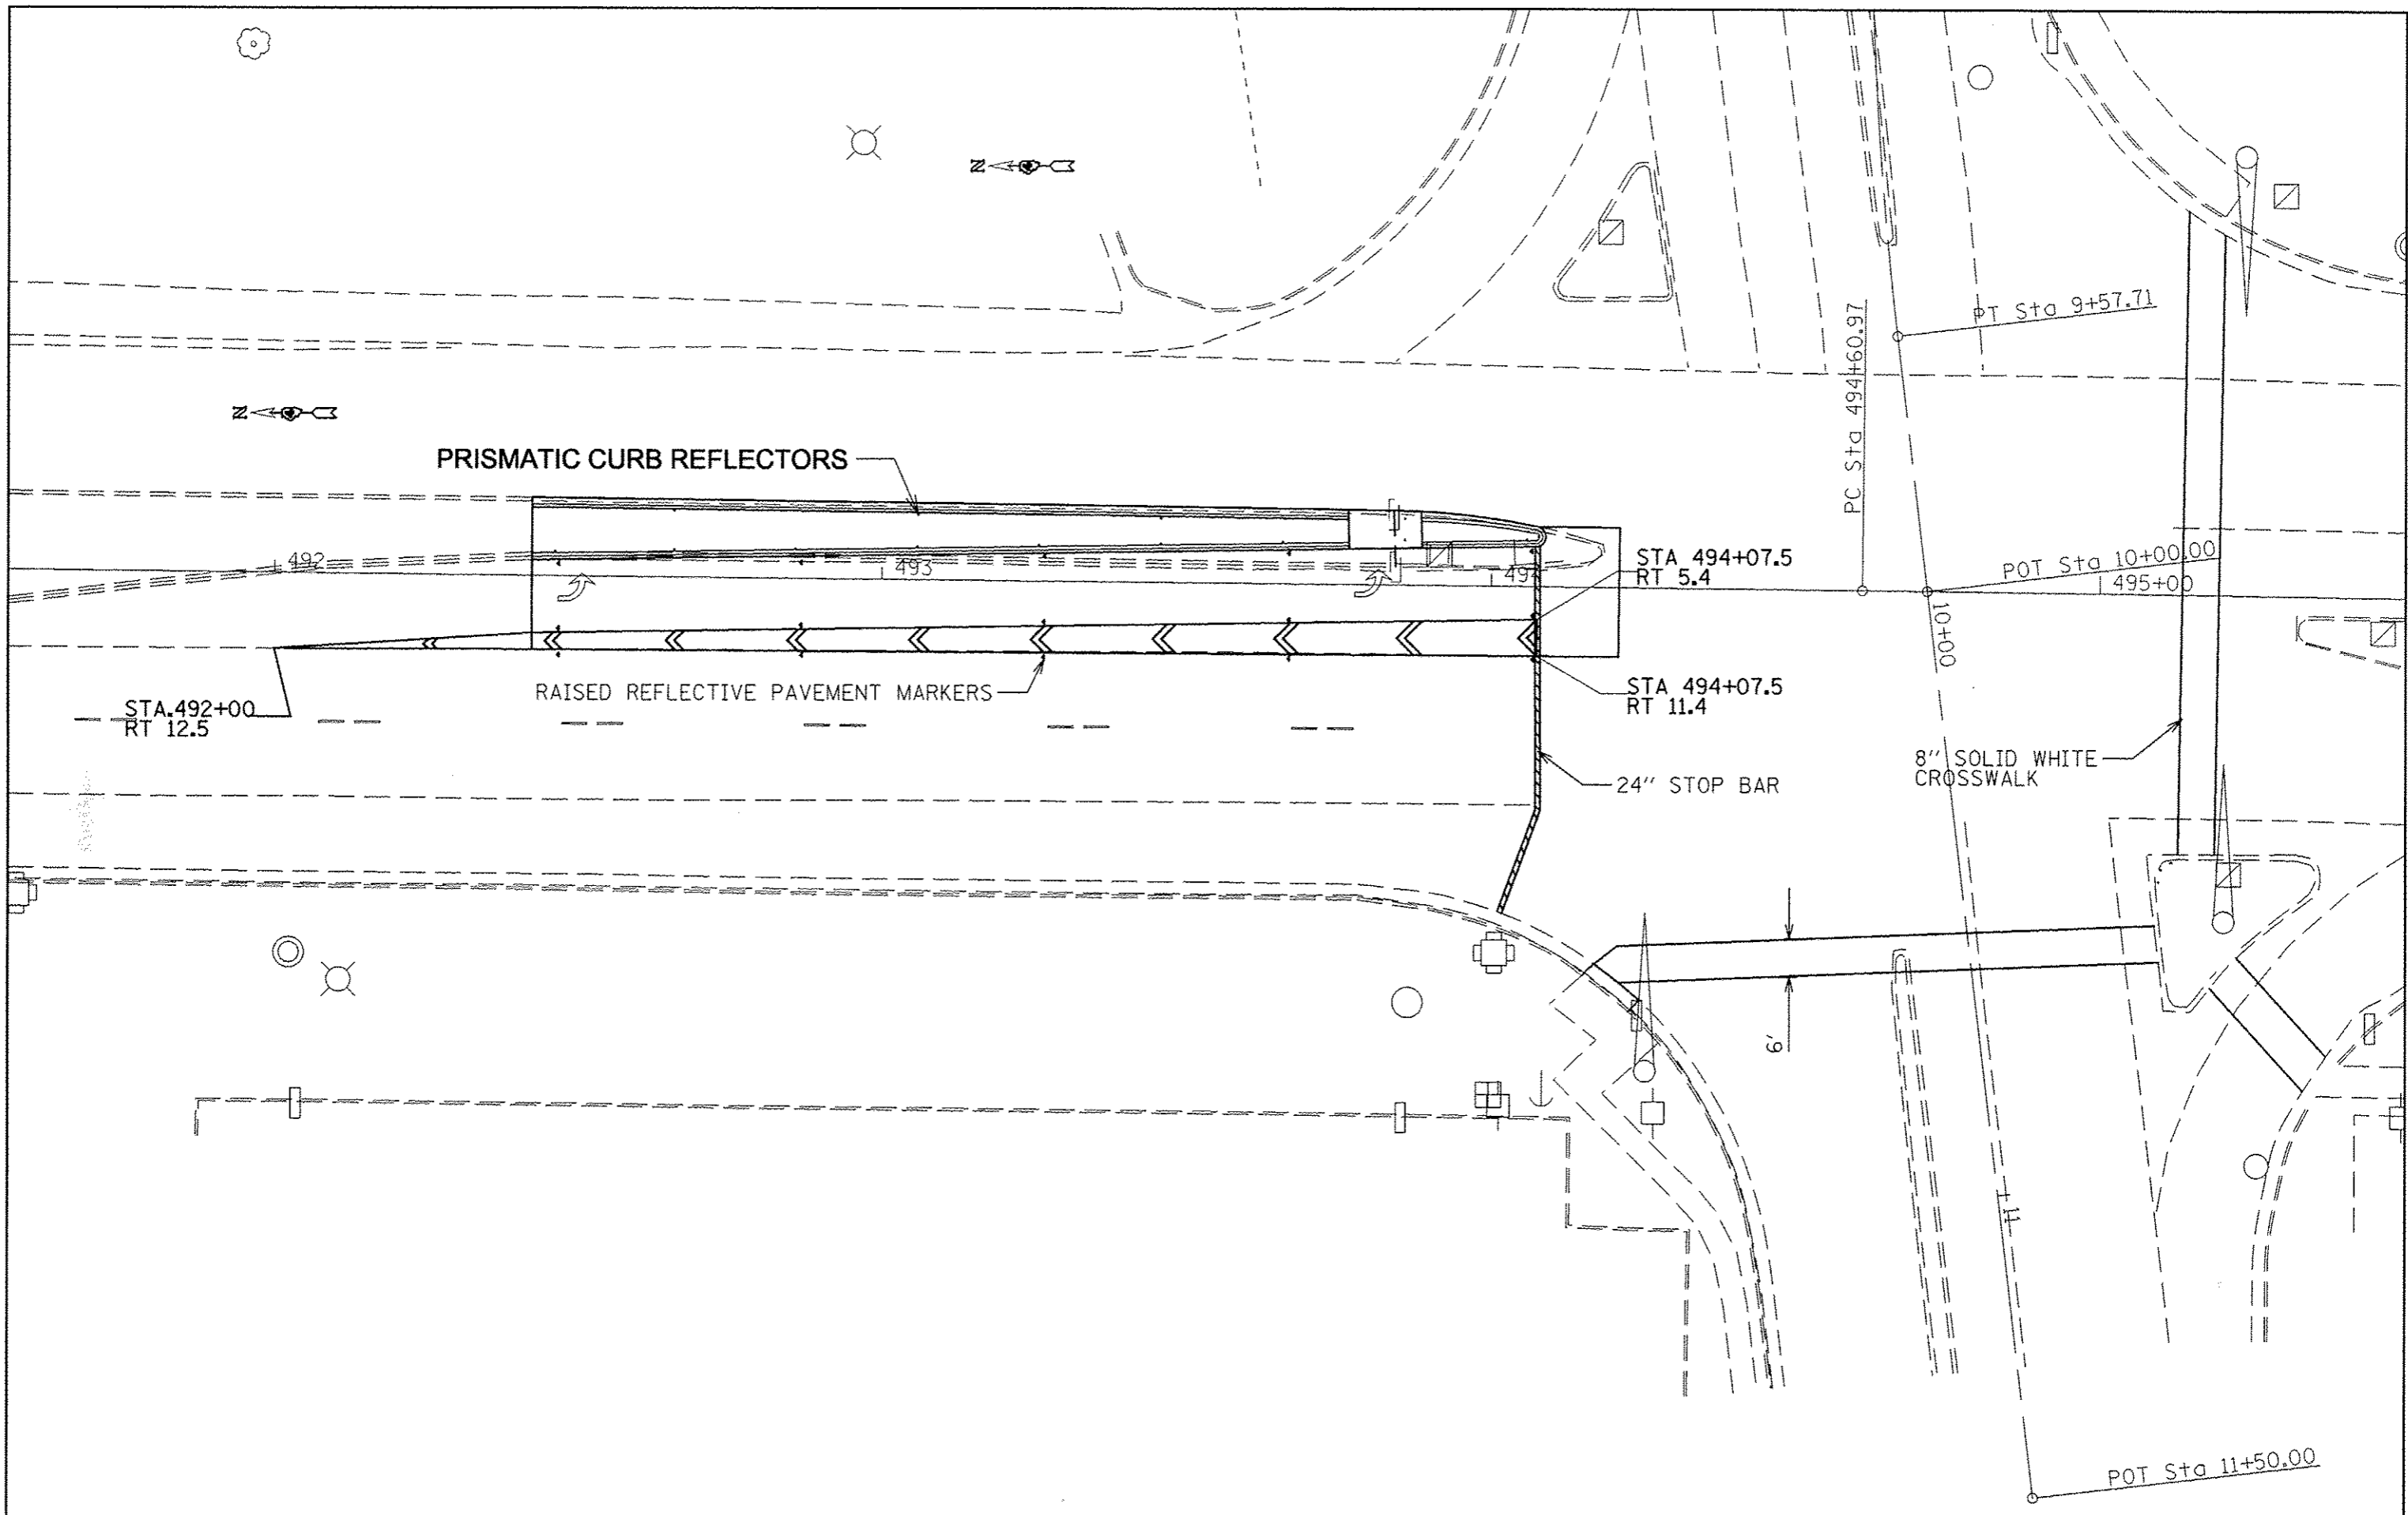 N
N
PT Sta 9+57.71
PC Sta 494+60.97
PRISMATIC CURB REFLECTORS
492
493
494
STA 494+07.5
RT 5.4
POT Sta 10+00.00
495+00
10+00
RAISED REFLECTIVE PAVEMENT MARKERS
STA.492+00
RT 12.5
STA 494+07.5
RT 11.4
24" STOP BAR
8" SOLID WHITE
CROSSWALK
6'
11
POT Sta 11+50.00